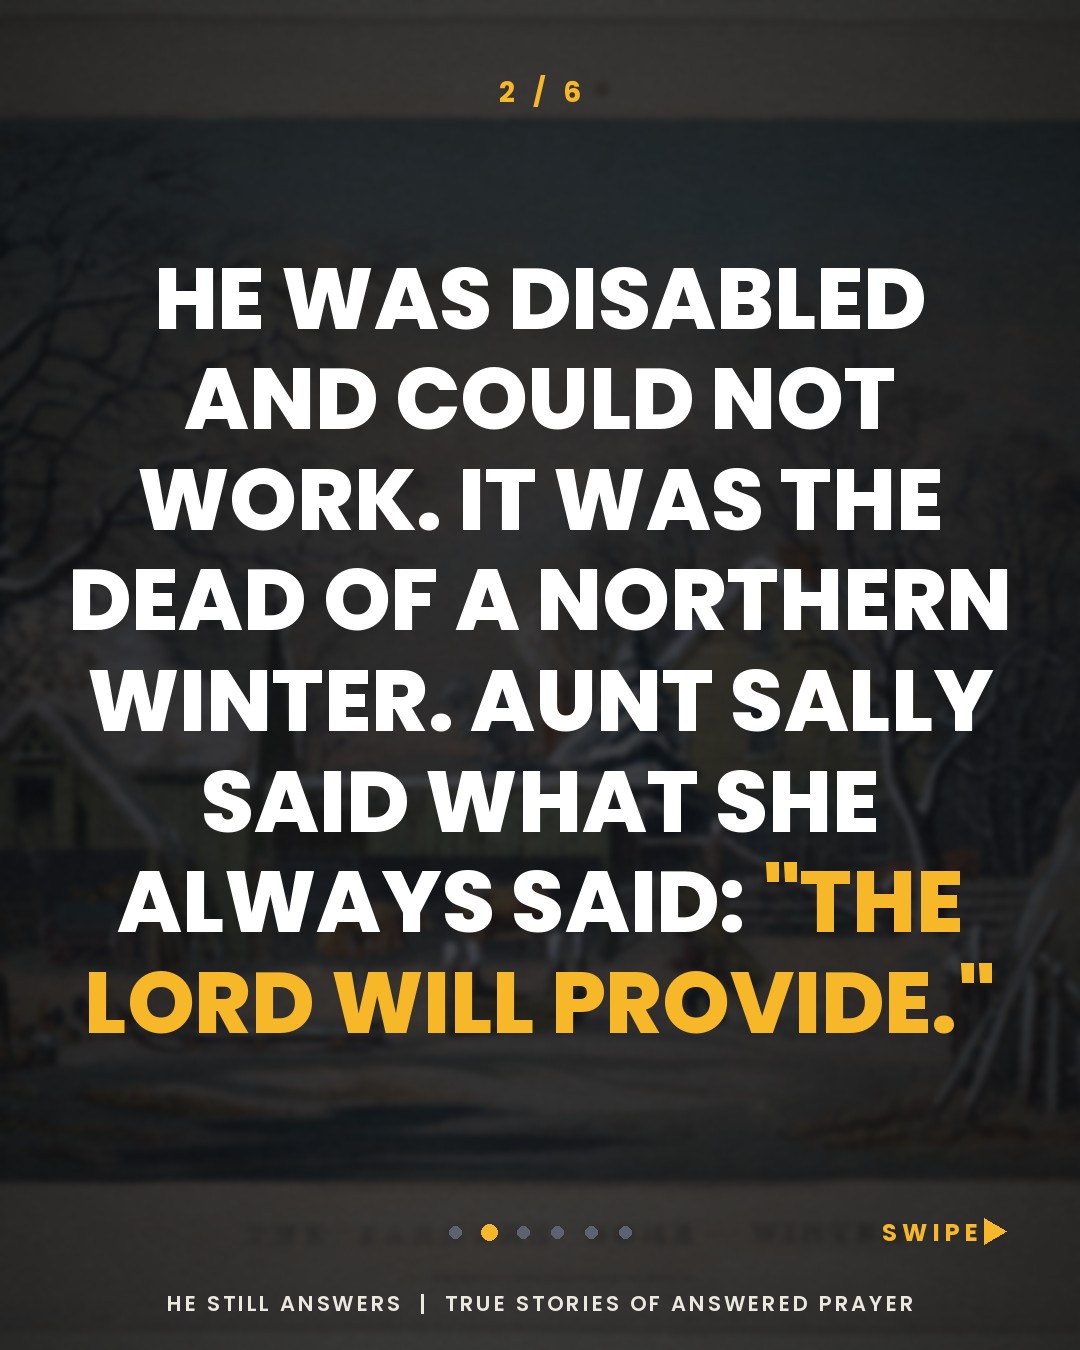 2 / 6
HE WAS DISABLED
AND COULD NOT
WORK. IT WAS THE
DEAD OF A NORTHERN
WINTER. AUNT SALLY
SAID WHAT SHE
ALWAYS SAID: "THE
LORD WILL PROVIDE."
SWIPE
HE STILL ANSWERS | TRUE STORIES OF ANSWERED PRAYER